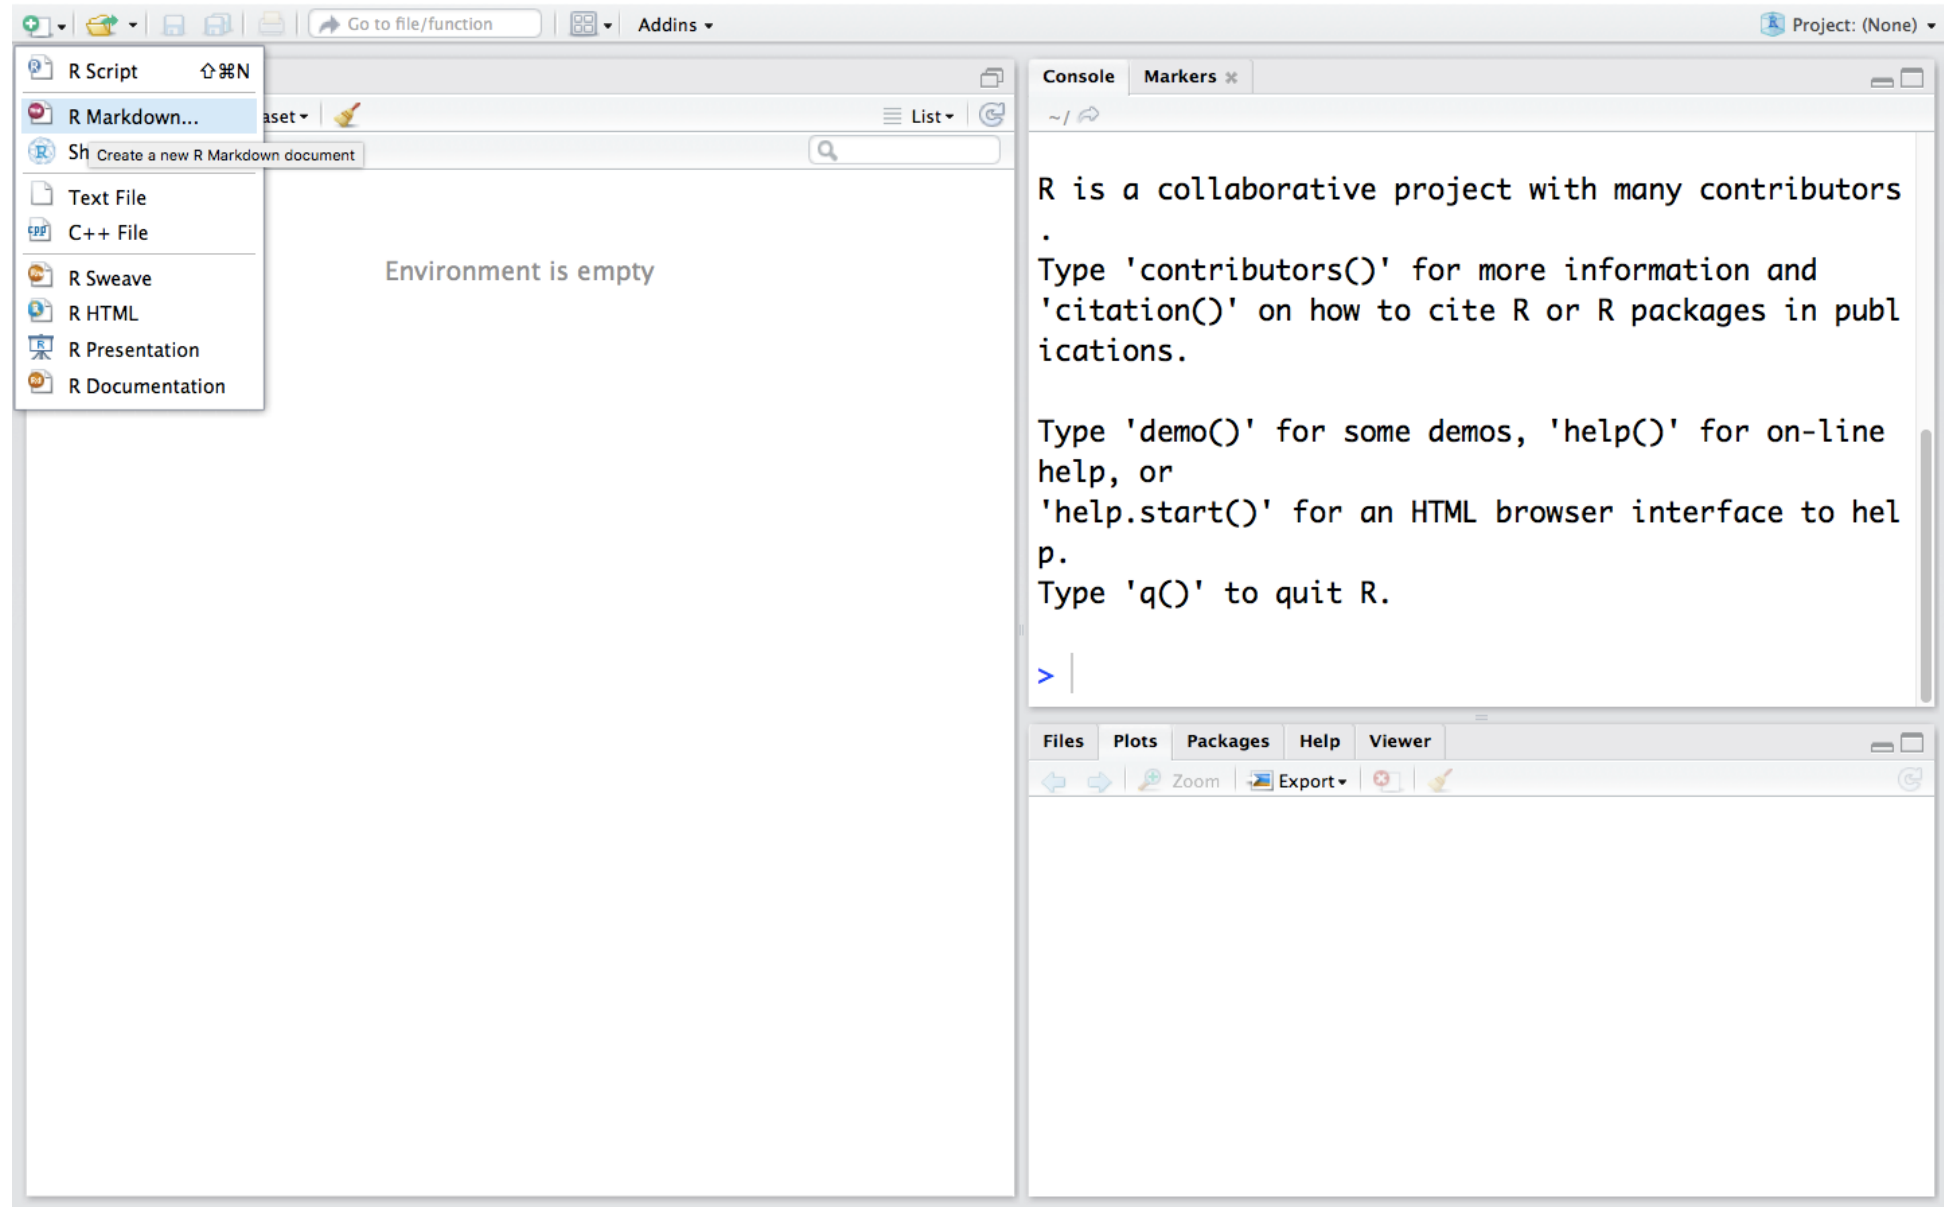 Go to file/function
Addins
Project: (None)
R Script ⇧⌘N
R Markdown...
Sh
Create a new R Markdown document
Text File
C++ File
R Sweave
R HTML
R Presentation
R Documentation
aset
List
Environment is empty
Console Markers
~/
R is a collaborative project with many contributors
.
Type 'contributors()' for more information and
'citation()' on how to cite R or R packages in publ
ications.
Type 'demo()' for some demos, 'help()' for on-line
help, or
'help.start()' for an HTML browser interface to hel
p.
Type 'q()' to quit R.
>
Files Plots Packages Help Viewer
Zoom Export